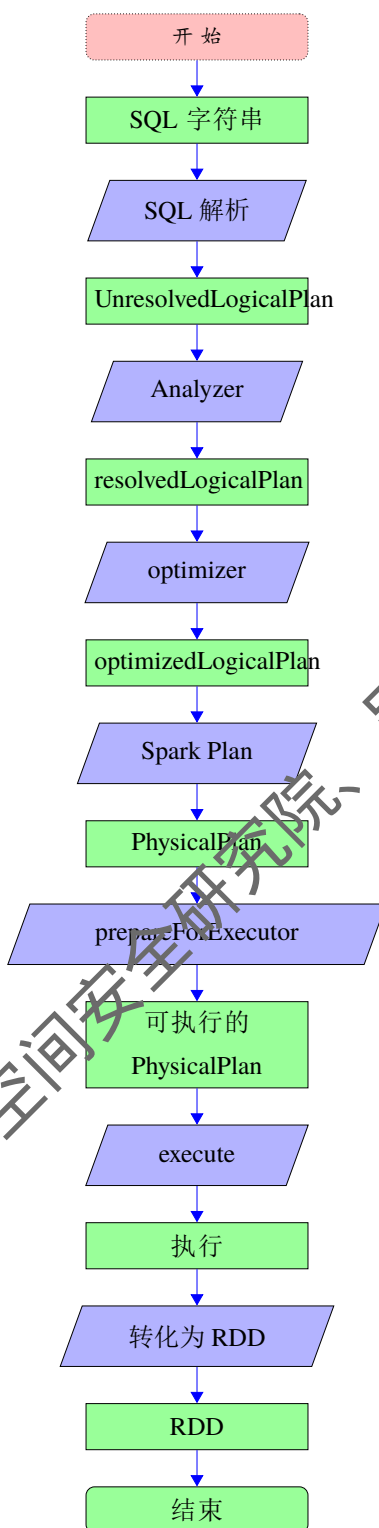 开始
SQL 字符串
SQL 解析
UnresolvedLogicalPlan
Analyzer
resolvedLogicalPlan
optimizer
optimizedLogicalPlan
Spark Plan
PhysicalPlan
prepareForExecutor
可执行的
PhysicalPlan
execute
执行
转化为 RDD
RDD
结束
空间安全研究院、